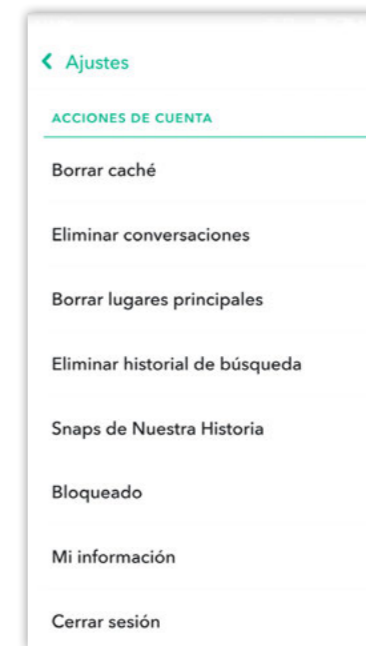 Ajustes
ACCIONES DE CUENTA
Borrar caché
Eliminar conversaciones
Borrar lugares principales
Eliminar historial de búsqueda
Snaps de Nuestra Historia
Bloqueado
Mi información
Cerrar sesión